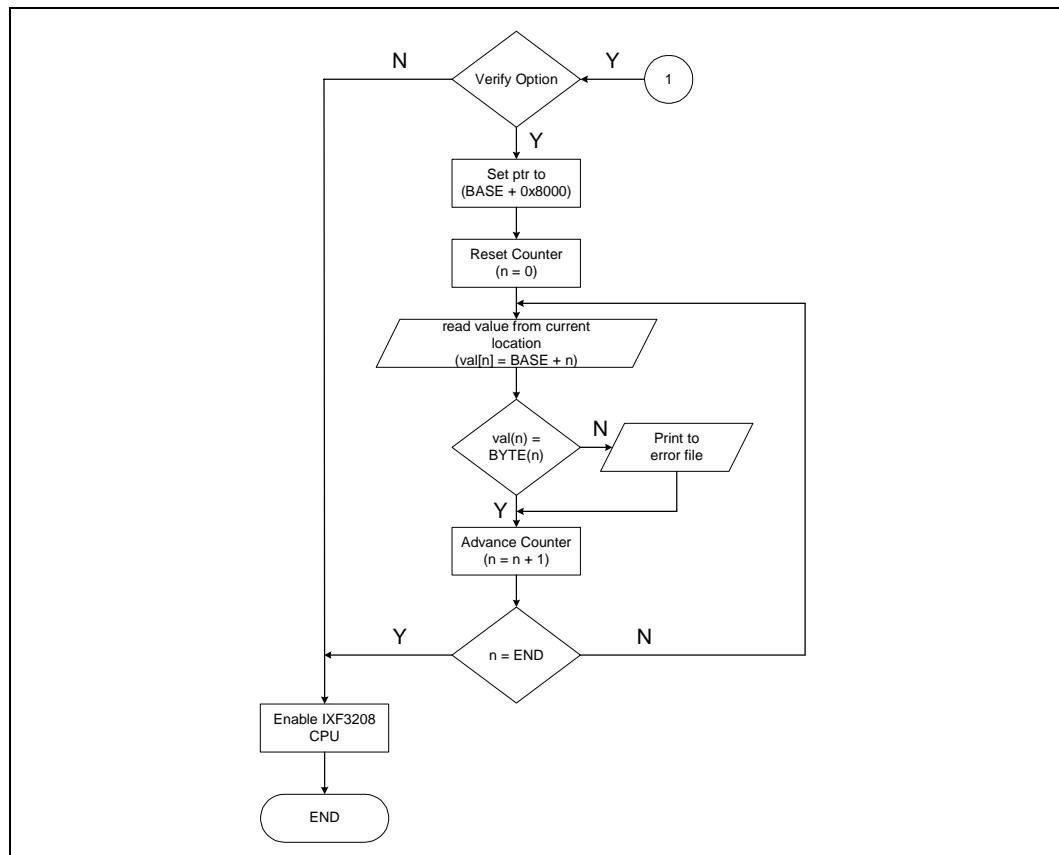 N
Verify Option
Y
1
Y
Set ptr to
(BASE + 0x8000)
Reset Counter
(n = 0)
read value from current
location
(val[n] = BASE + n)
val(n) =
BYTE(n)
N
Print to
error file
Y
Advance Counter
(n = n + 1)
Y
n = END
N
Enable IXF3208
CPU
END